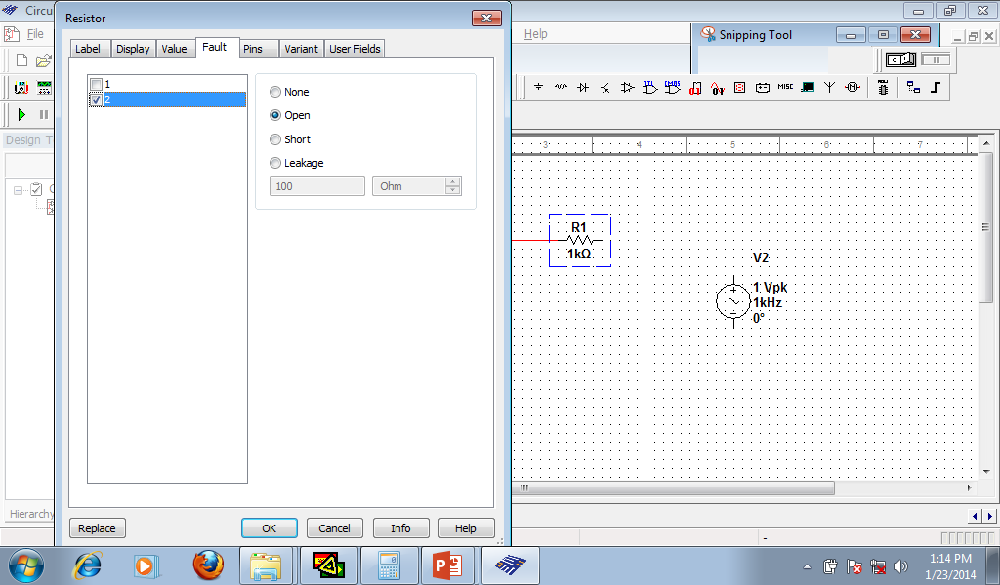 Circu
Resistor
File
Help
Snipping Tool
Label
Display
Value
Fault
Pins
Variant
User Fields
1
2
None
Open
Short
Leakage
100
Ohm
MISC
Design T
3
4
5
6
7
R1
1kΩ
V2
1 Vpk
1kHz
0°
Hierarchy
Replace
OK
Cancel
Info
Help
-
1:14 PM
1/23/2014